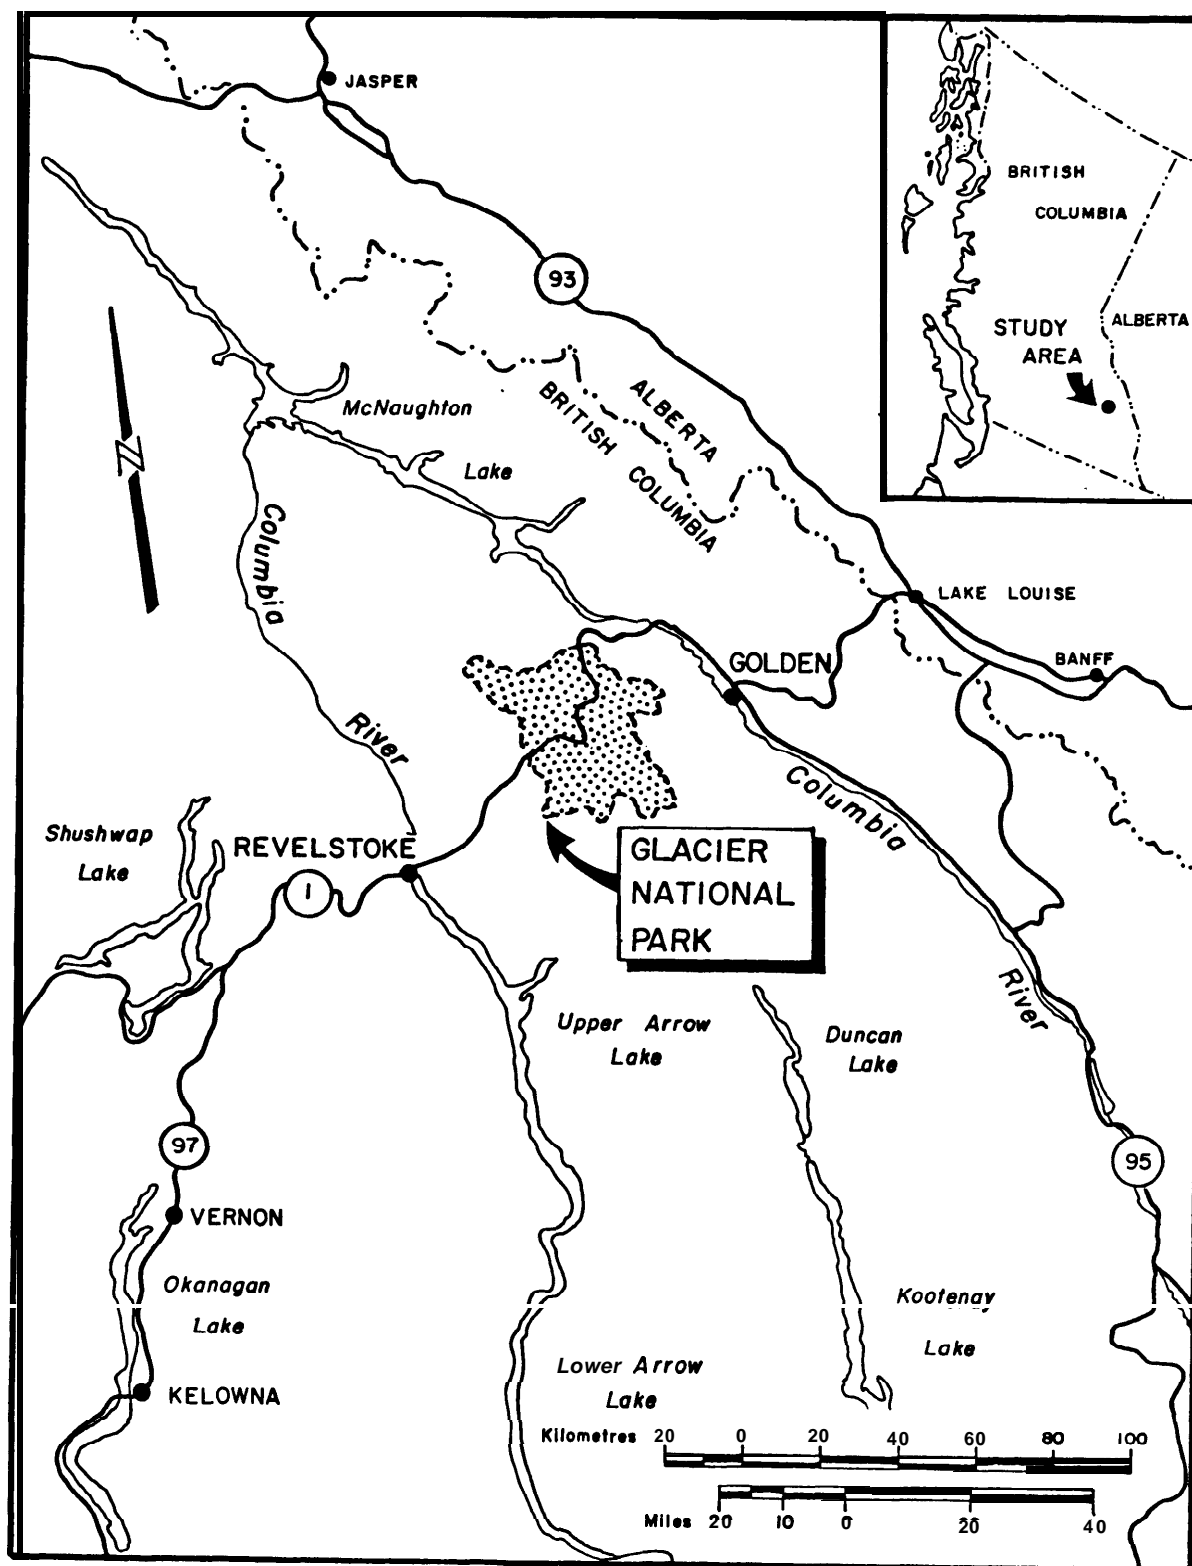 JASPER
93
BRITISH
COLUMBIA
ALBERTA
STUDY
AREA
McNaughton
Lake
ALBERTA
BRITISH COLUMBIA
N
Columbia
River
LAKE LOUISE
BANFF
GOLDEN
Columbia
River
Shushwap
Lake
REVELSTOKE
1
GLACIER
NATIONAL
PARK
Upper Arrow
Lake
Duncan
Lake
97
95
VERNON
Okanagan
Lake
Kootenay
Lake
KELOWNA
Lower Arrow
Lake
Kilometres 20 0 20 40 60 80 100
Miles 20 10 0 20 40